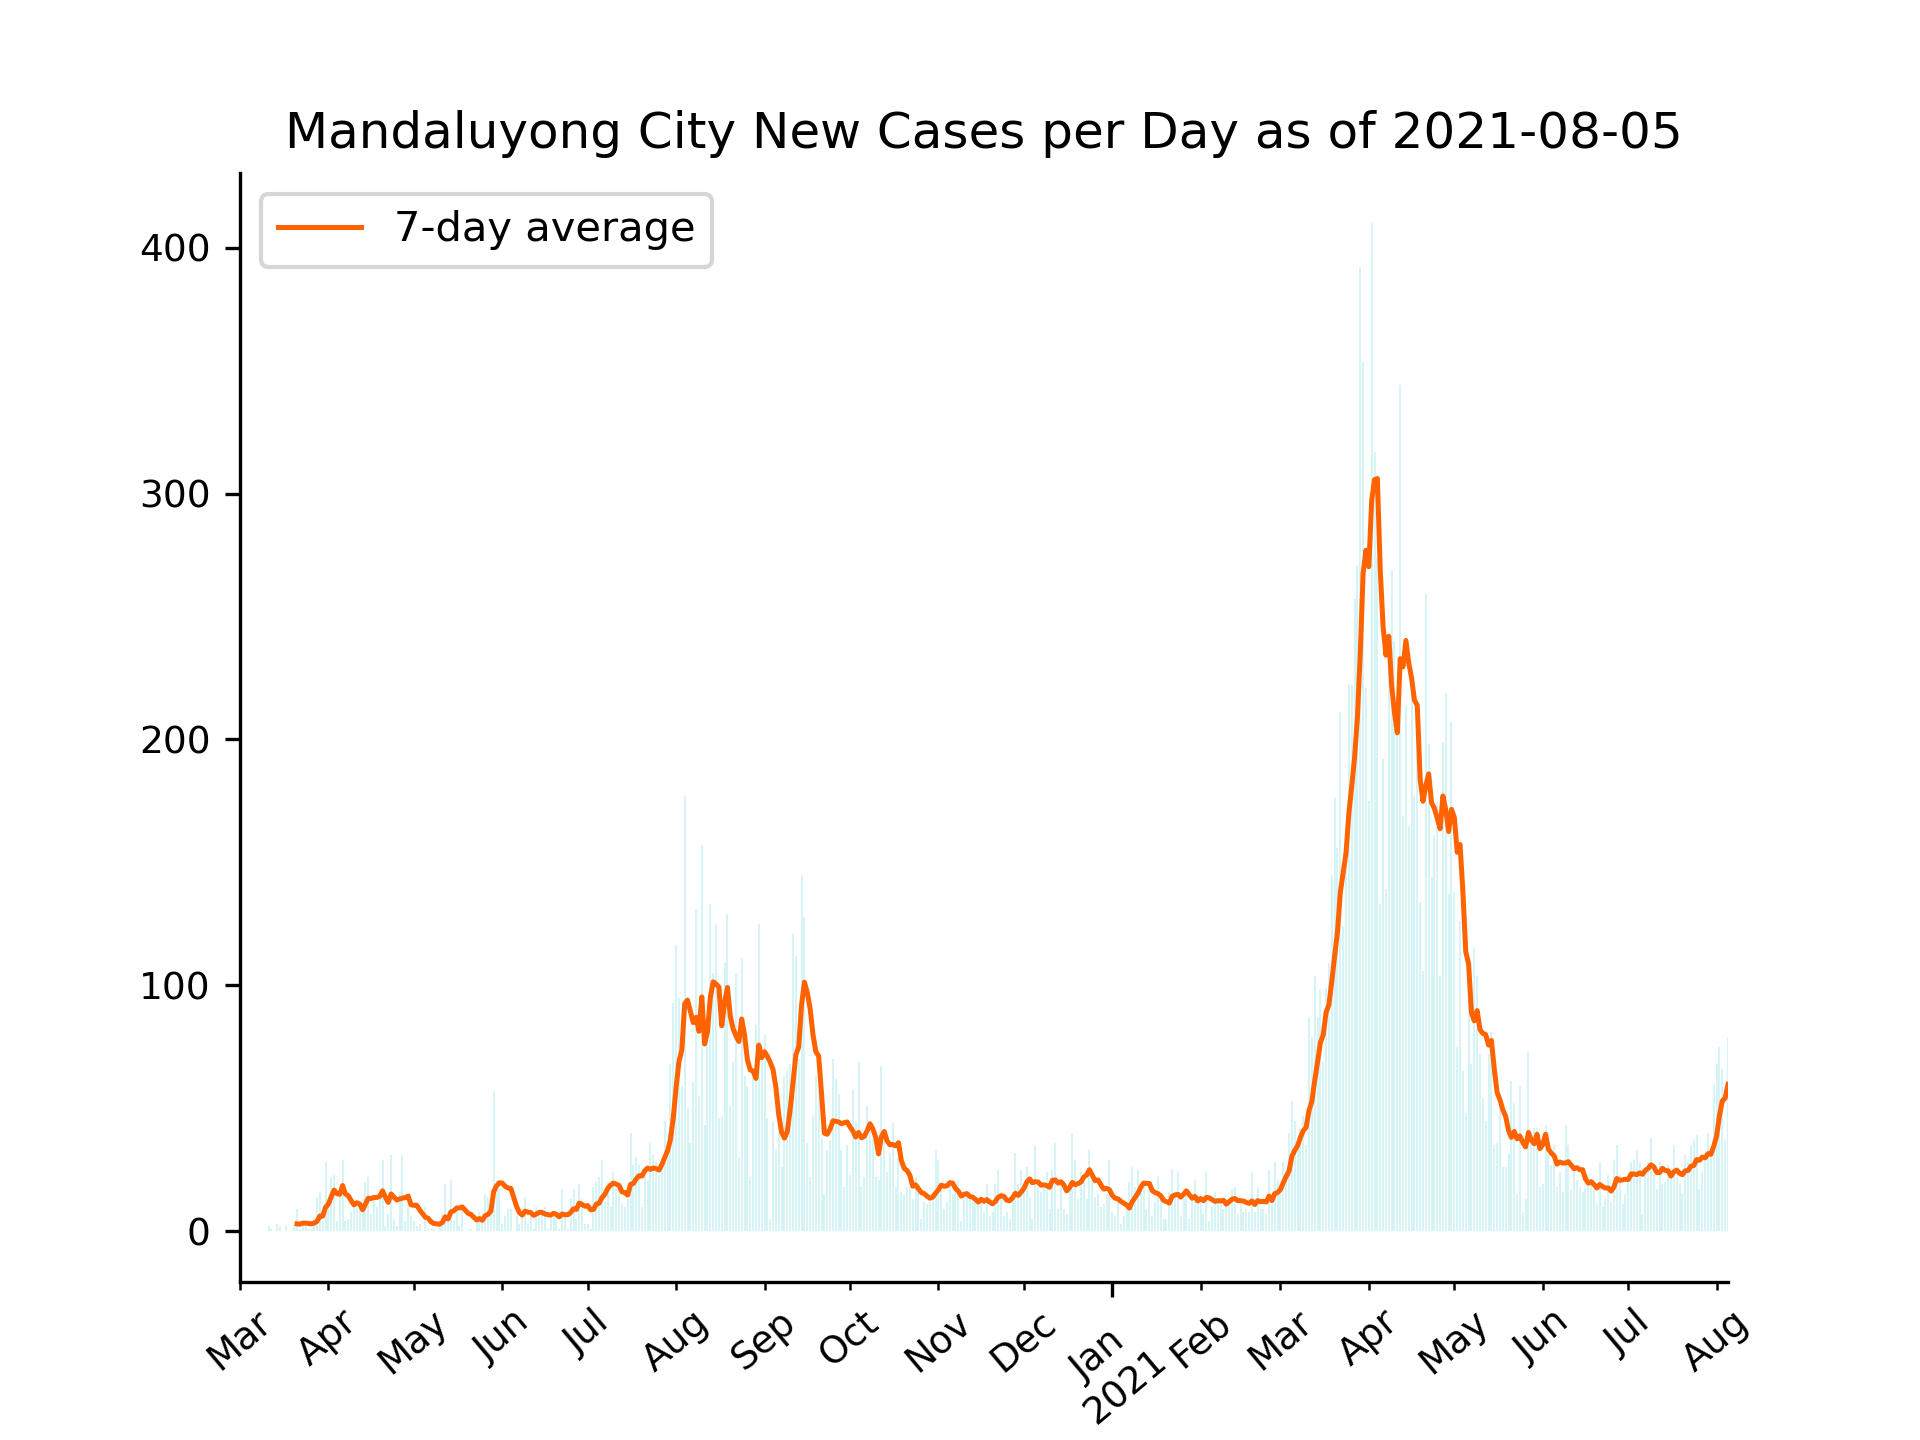 Mandaluyong City New Cases per Day as of 2021-08-05
7-day average
400
300
200
100
0
Mar
Apr
May
Jun
Jul
Aug
Sep
Oct
Nov
Dec
Jan
2021
Feb
Mar
Apr
May
Jun
Jul
Aug